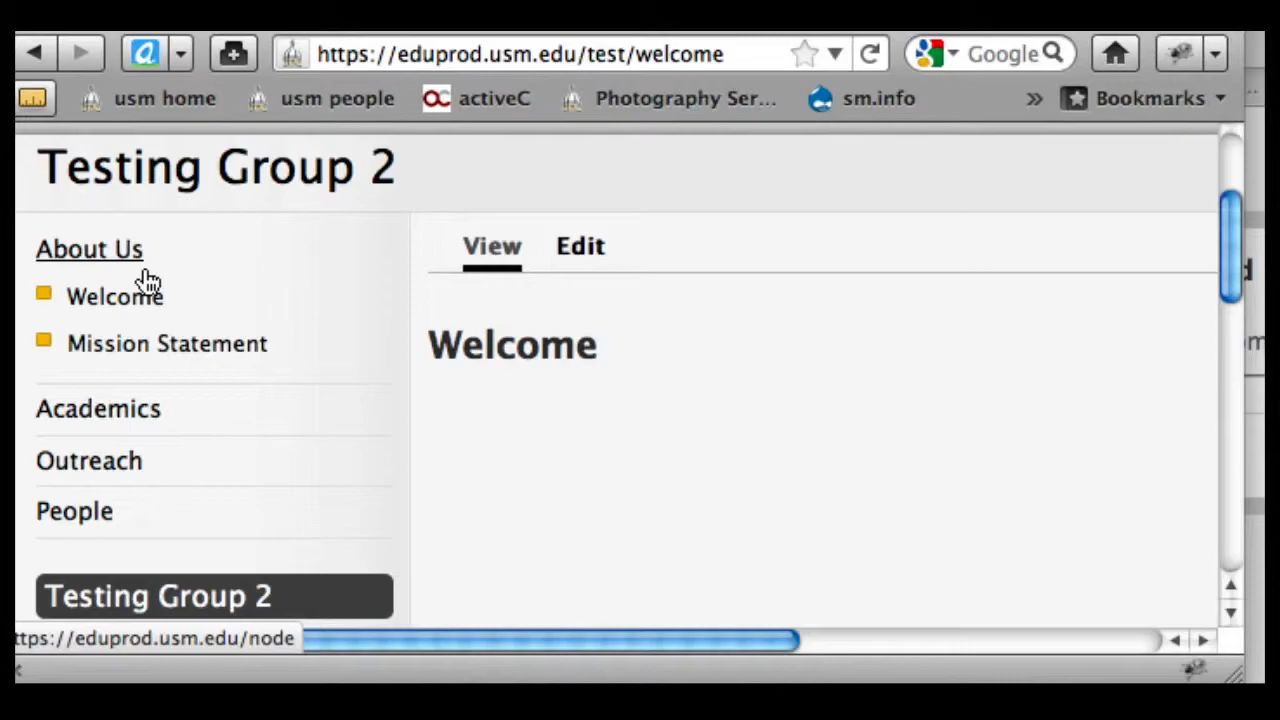 https://eduprod.usm.edu/test/welcome
Google
usm home
usm people
activeC
Photography Ser...
sm.info
Bookmarks
Testing Group 2
About Us
View
Edit
Welcome
Mission Statement
Welcome
Academics
Outreach
People
Testing Group 2
ttps://eduprod.usm.edu/node